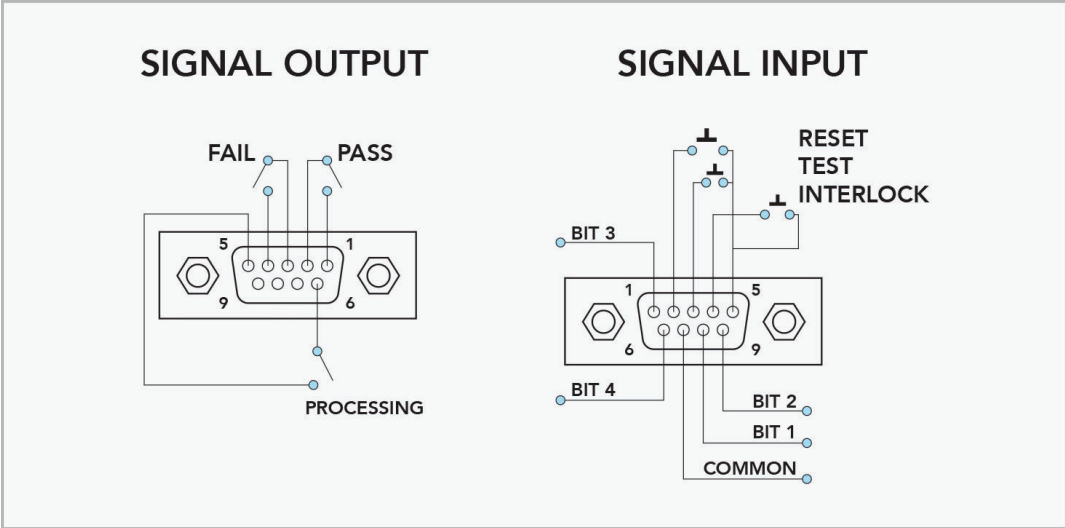 SIGNAL OUTPUT
FAIL
PASS
5
1
9
6
PROCESSING
SIGNAL INPUT
RESET
TEST
INTERLOCK
BIT 3
1
5
6
9
BIT 4
BIT 2
BIT 1
COMMON